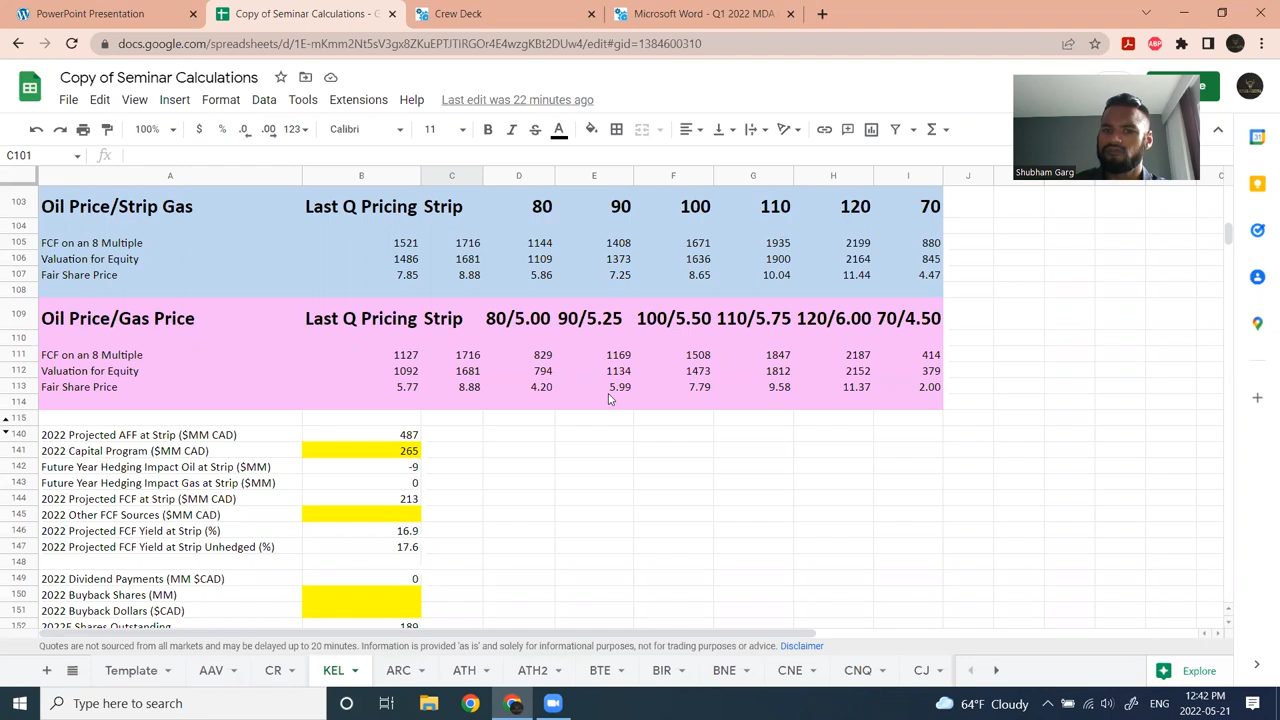 Copy of Seminar Calculations - G
Crew Deck
Microsoft Word - Q1 2022 MDA
docs.google.com/spreadsheets/d/1E-mKmm2Nt5sV3gx8ZkEPTIfRTYLgG6aE4wzgKez2DUw4/edit#gid=1384600310
Copy of Seminar Calculations
File Edit View Insert Format Data Tools Extensions Help Last edit was 22 minutes ago
100% $ % .0 .00 123 Calibri 11
C101 fx
Shubham Garg
A B C D E F G H I J K L
103 Oil Price/Strip Gas Last Q Pricing Strip 80 90 100 110 120 70
104
105 FCF on an 8 Multiple 1521 1716 1144 1408 1671 1935 2199 880
106 Valuation for Equity 1486 1681 1109 1373 1636 1900 2164 845
107 Fair Share Price 7.85 8.88 5.86 7.25 8.65 10.04 11.44 4.47
108
109 Oil Price/Gas Price Last Q Pricing Strip 80/5.00 90/5.25 100/5.50 110/5.75 120/6.00 70/4.50
110
111 FCF on an 8 Multiple 1127 1716 829 1169 1508 1847 2187 414
112 Valuation for Equity 1092 1681 794 1134 1473 1812 2152 379
113 Fair Share Price 5.77 8.88 4.20 5.99 7.79 9.58 11.37 2.00
114
115
140 2022 Projected AFF at Strip ($MM CAD) 487
141 2022 Capital Program ($MM CAD) 265
142 Future Year Hedging Impact Oil at Strip ($MM) -9
143 Future Year Hedging Impact Gas at Strip ($MM) 0
144 2022 Projected FCF at Strip ($MM CAD) 213
145 2022 Other FCF Sources ($MM CAD)
146 2022 Projected FCF Yield at Strip (%) 16.9
147 2022 Projected FCF Yield at Strip Unhedged (%) 17.6
148
149 2022 Dividend Payments (MM $CAD) 0
150 2022 Buyback Shares (MM)
151 2022 Buyback Dollars ($CAD)
152 2022E Shares Outstanding 189
Quotes are not sourced from all markets and may be delayed up to 20 minutes. Information is provided 'as is' and solely for informational purposes, not for trading purposes or advice. Disclaimer
Template AAV CR KEL ARC ATH ATH2 BTE BIR BNE CNE CNQ CJ Explore
Type here to search 64°F Cloudy ENG 12:42 PM
2022-05-21